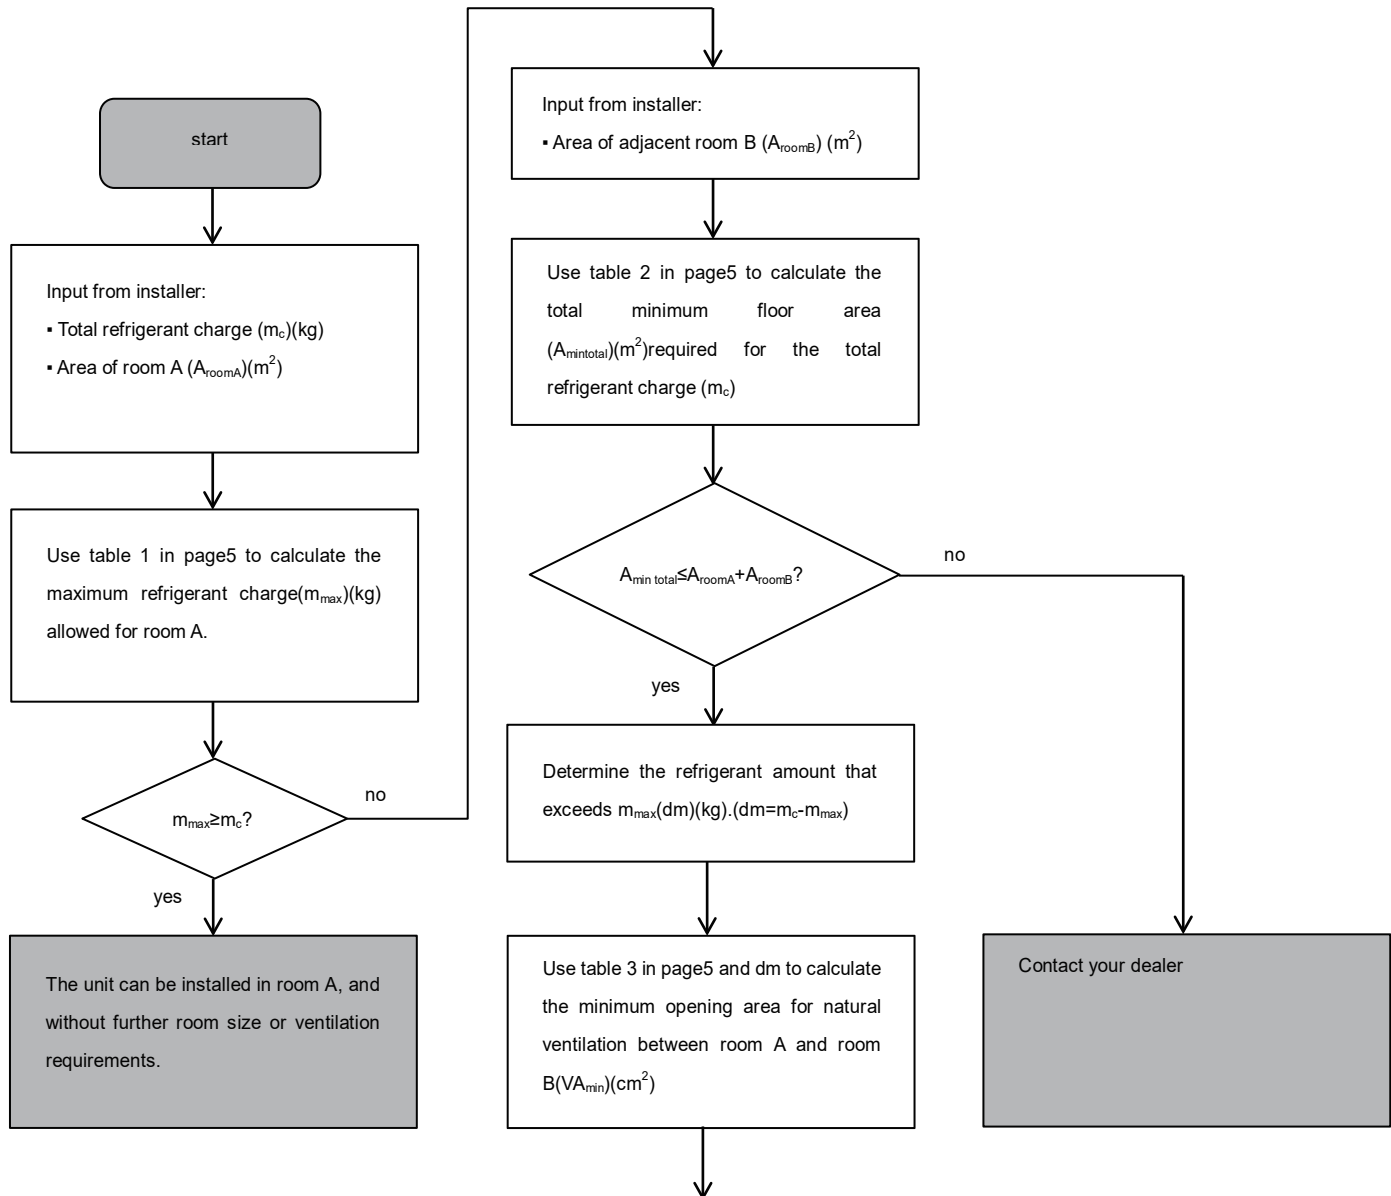 start
Input from installer:
▪ Total refrigerant charge (mc)(kg)
▪ Area of room A (AroomA)(m²)
Use table 1 in page5 to calculate the
maximum refrigerant charge(mmax)(kg)
allowed for room A.
mmax≥mc?
no
yes
The unit can be installed in room A, and
without further room size or ventilation
requirements.
Input from installer:
▪ Area of adjacent room B (AroomB) (m²)
Use table 2 in page5 to calculate the
total minimum floor area
(Amintotal)(m²)required for the total
refrigerant charge (mc)
Amin total≤AroomA+AroomB?
no
yes
Determine the refrigerant amount that
exceeds mmax(dm)(kg).(dm=mc-mmax)
Use table 3 in page5 and dm to calculate
the minimum opening area for natural
ventilation between room A and room
B(VAmin)(cm²)
Contact your dealer